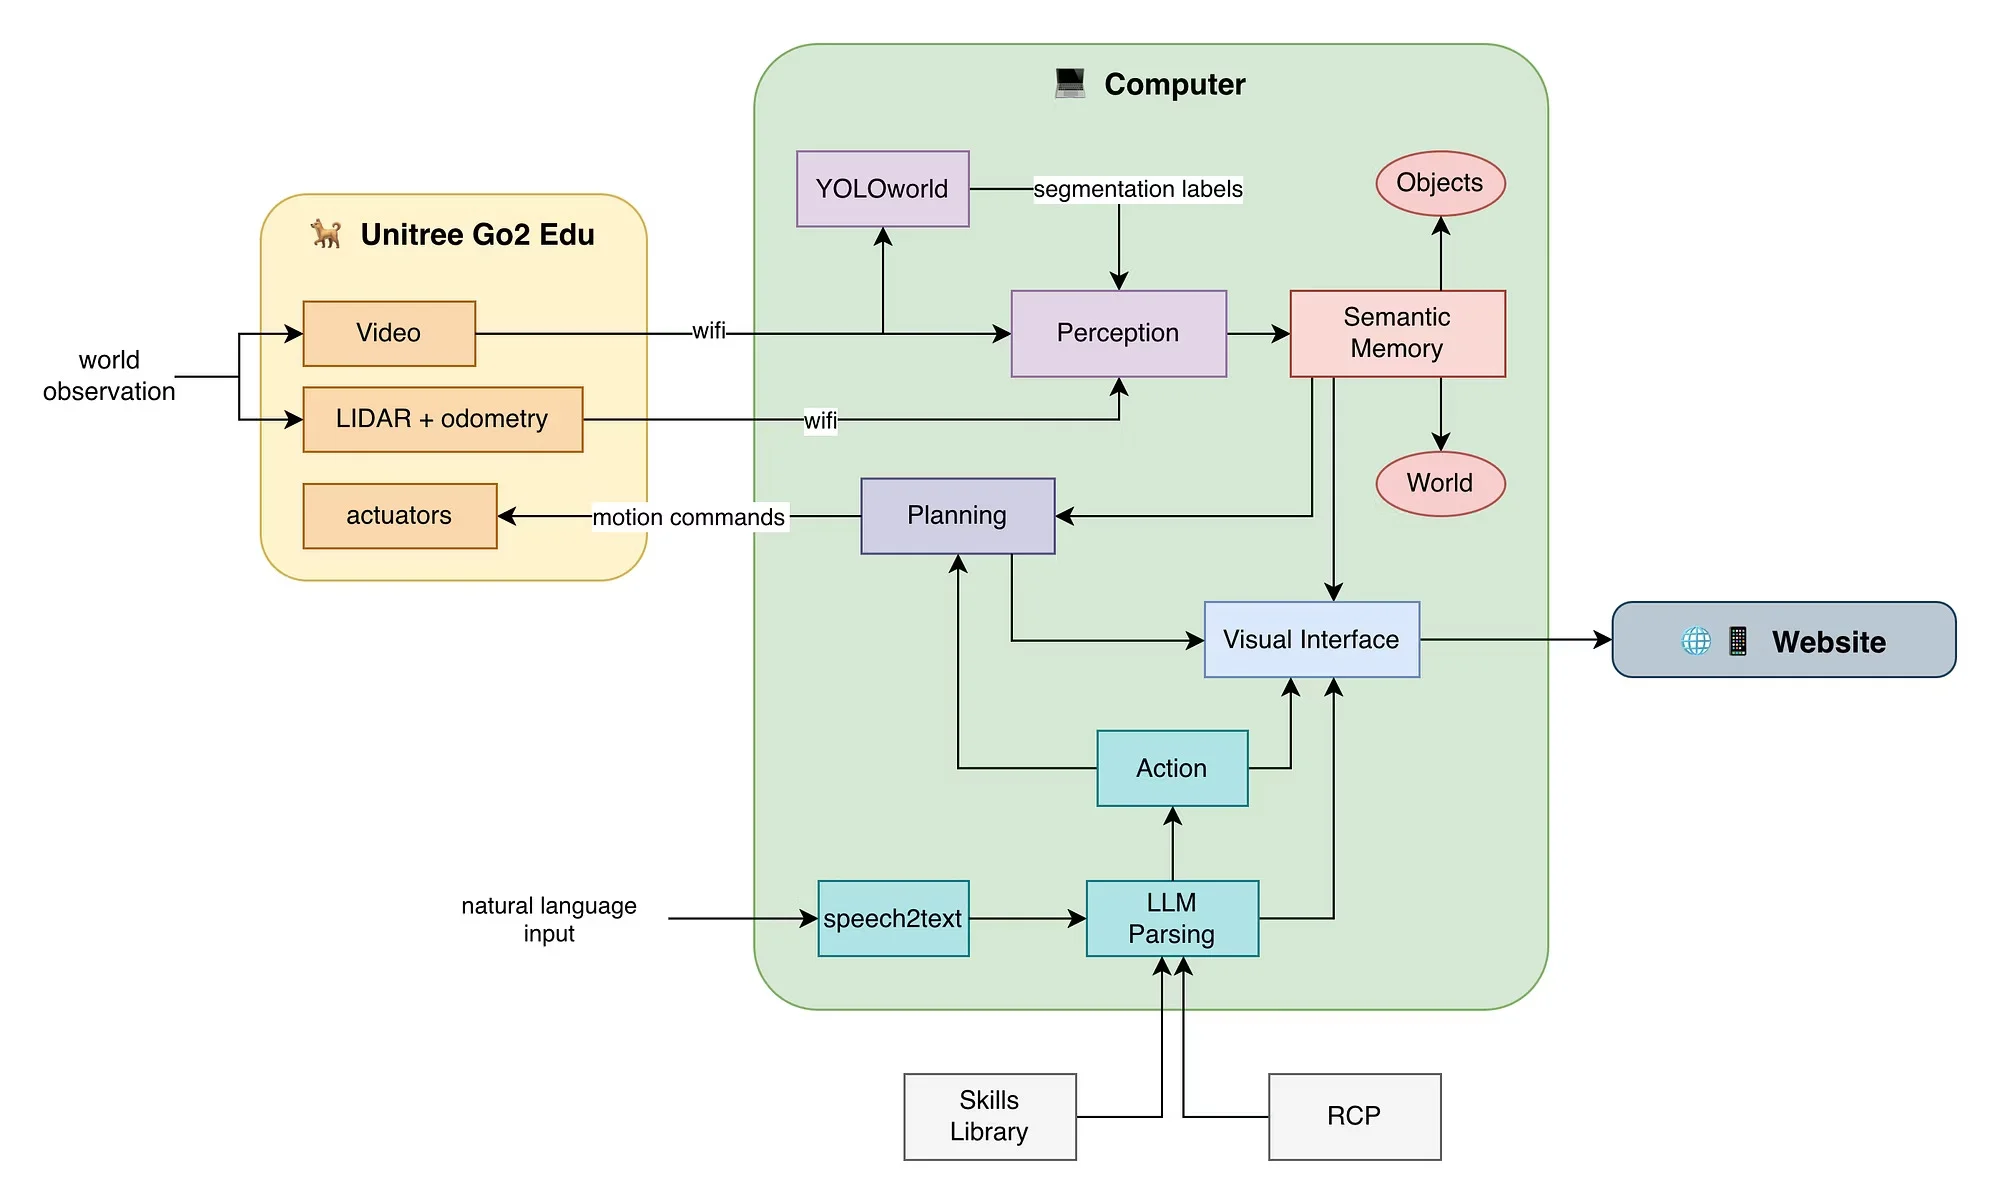 Computer
YOLOworld
segmentation labels
Objects
Unitree Go2 Edu
Video
wifi
Perception
Semantic
Memory
world
observation
LIDAR + odometry
wifi
actuators
motion commands
Planning
World
Visual Interface
Website
Action
natural language
input
speech2text
LLM
Parsing
Skills
Library
RCP